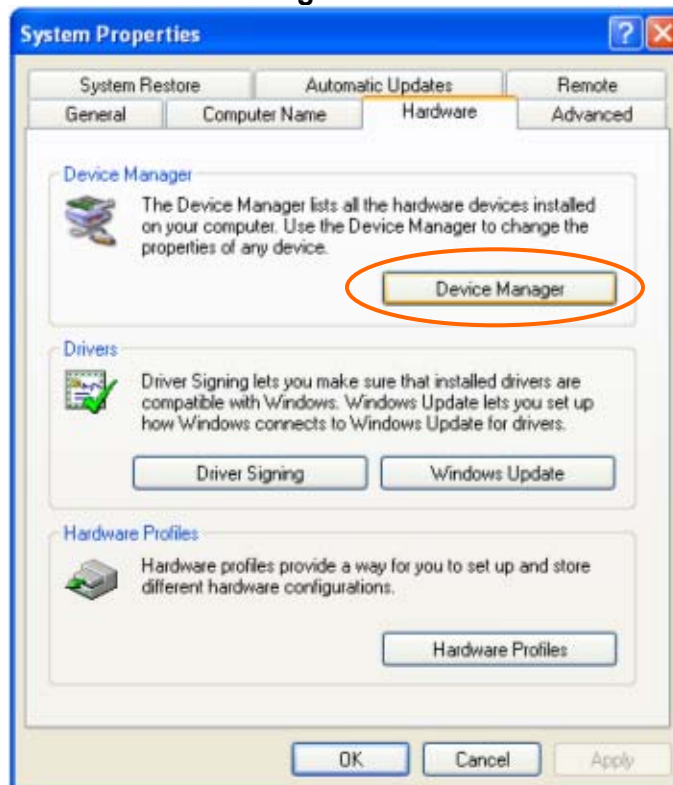 System Properties
System Restore Automatic Updates Remote
General Computer Name Hardware Advanced
Device Manager
The Device Manager lists all the hardware devices installed
on your computer. Use the Device Manager to change the
properties of any device.
Device Manager
Drivers
Driver Signing lets you make sure that installed drivers are
compatible with Windows. Windows Update lets you set up
how Windows connects to Windows Update for drivers.
Driver Signing Windows Update
Hardware Profiles
Hardware profiles provide a way for you to set up and store
different hardware configurations.
Hardware Profiles
OK Cancel Apply